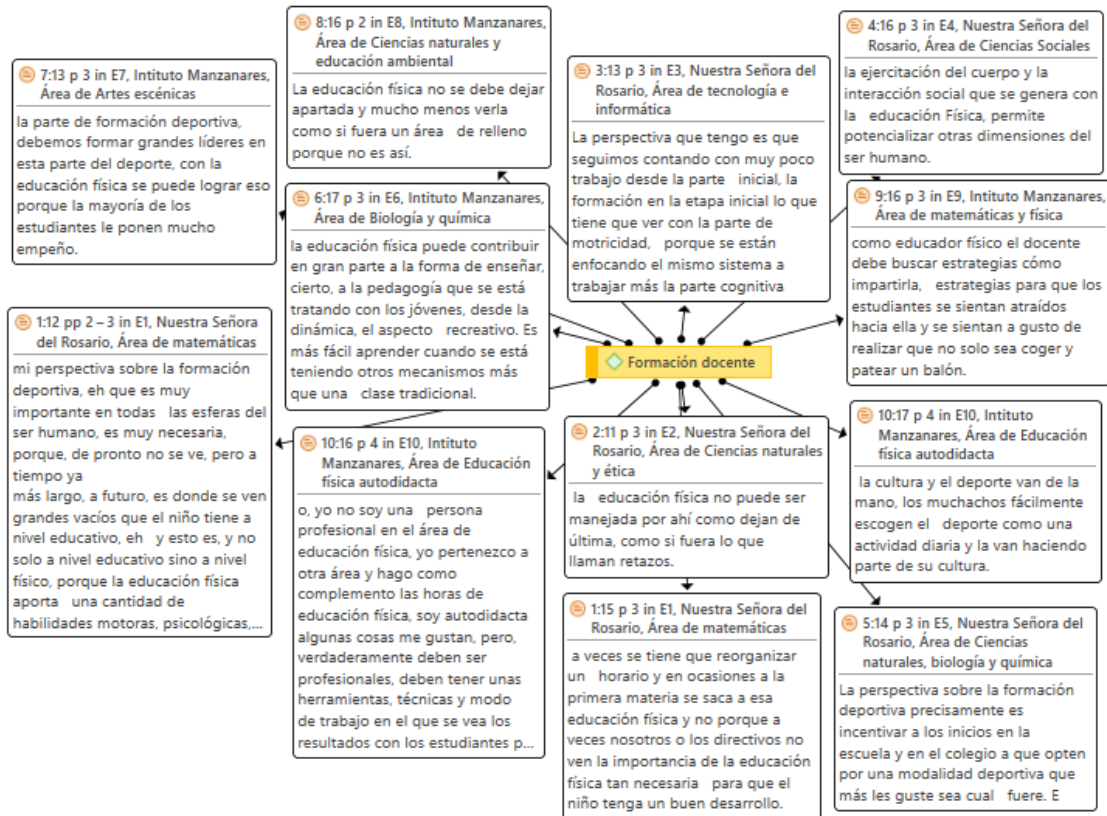 8:16 p 2 in E8, Intituto Manzanares,
Área de Ciencias naturales y
educación ambiental
La educación física no se debe dejar
apartada y mucho menos verla
como si fuera un área de relleno
porque no es así.
4:16 p 3 in E4, Nuestra Señora del
Rosario, Área de Ciencias Sociales
la ejercitación del cuerpo y la
interacción social que se genera con
la educación Física, permite
potencializar otras dimensiones del
ser humano.
7:13 p 3 in E7, Intituto Manzanares,
Área de Artes escénicas
la parte de formación deportiva,
debemos formar grandes líderes en
esta parte del deporte, con la
educación física se puede lograr eso
porque la mayoría de los
estudiantes le ponen mucho
empeño.
3:13 p 3 in E3, Nuestra Señora del
Rosario, Área de tecnología e
informática
La perspectiva que tengo es que
seguimos contando con muy poco
trabajo desde la parte inicial, la
formación en la etapa inicial lo que
tiene que ver con la parte de
motricidad, porque se están
enfocando el mismo sistema a
trabajar más la parte cognitiva
6:17 p 3 in E6, Intituto Manzanares,
Área de Biología y química
la educación física puede contribuir
en gran parte a la forma de enseñar,
cierto, a la pedagogía que se está
tratando con los jóvenes, desde la
dinámica, el aspecto recreativo. Es
más fácil aprender cuando se está
teniendo otros mecanismos más
que una clase tradicional.
9:16 p 3 in E9, Intituto Manzanares,
Área de matemáticas y física
como educador físico el docente
debe buscar estrategias cómo
impartirla, estrategias para que los
estudiantes se sientan atraídos
hacia ella y se sientan a gusto de
realizar que no solo sea coger y
patear un balón.
1:12 pp 2 – 3 in E1, Nuestra Señora
del Rosario, Área de matemáticas
mi perspectiva sobre la formación
deportiva, eh que es muy
importante en todas las esferas del
ser humano, es muy necesaria,
porque, de pronto no se ve, pero a
tiempo ya
más largo, a futuro, es donde se ven
grandes vacíos que el niño tiene a
nivel educativo, eh y esto es, y no
solo a nivel educativo sino a nivel
físico, porque la educación física
aporta una cantidad de
habilidades motoras, psicológicas,...
Formación docente
10:16 p 4 in E10, Intituto
Manzanares, Área de Educación
física autodidacta
o, yo no soy una persona
profesional en el área de
educación física, yo pertenezco a
otra área y hago como
complemento las horas de
educación física, soy autodidacta
algunas cosas me gustan, pero,
verdaderamente deben ser
profesionales, deben tener unas
herramientas, técnicas y modo
de trabajo en el que se vea los
resultados con los estudiantes p...
2:11 p 3 in E2, Nuestra Señora del
Rosario, Área de Ciencias naturales
y ética
la educación física no puede ser
manejada por ahí como dejan de
última, como si fuera lo que
llaman retazos.
10:17 p 4 in E10, Intituto
Manzanares, Área de Educación
física autodidacta
la cultura y el deporte van de la
mano, los muchachos fácilmente
escogen el deporte como una
actividad diaria y la van haciendo
parte de su cultura.
1:15 p 3 in E1, Nuestra Señora del
Rosario, Área de matemáticas
a veces se tiene que reorganizar
un horario y en ocasiones a la
primera materia se saca a esa
educación física y no porque a
veces nosotros o los directivos no
ven la importancia de la educación
física tan necesaria para que el
niño tenga un buen desarrollo.
5:14 p 3 in E5, Nuestra Señora del
Rosario, Área de Ciencias
naturales, biología y química
La perspectiva sobre la formación
deportiva precisamente es
incentivar a los inicios en la
escuela y en el colegio a que opten
por una modalidad deportiva que
más les guste sea cual fuere. E